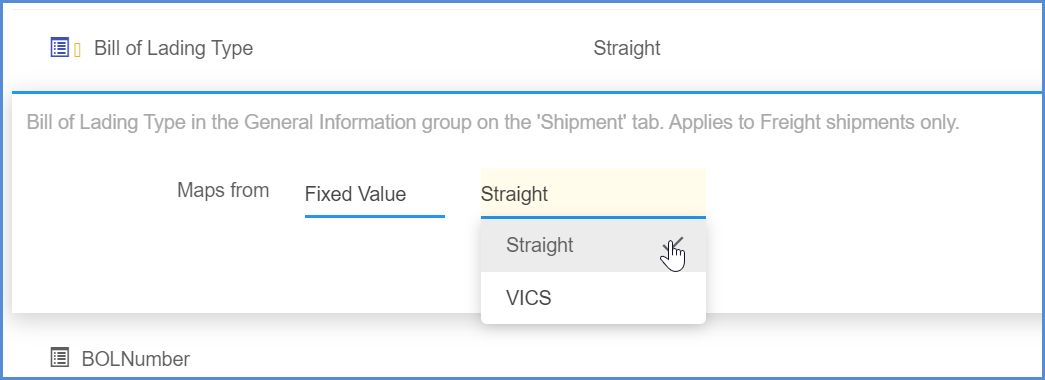 Bill of Lading Type Straight
Bill of Lading Type in the General Information group on the 'Shipment' tab. Applies to Freight shipments only.
Maps from Fixed Value Straight
Straight
VICS
BOLNumber